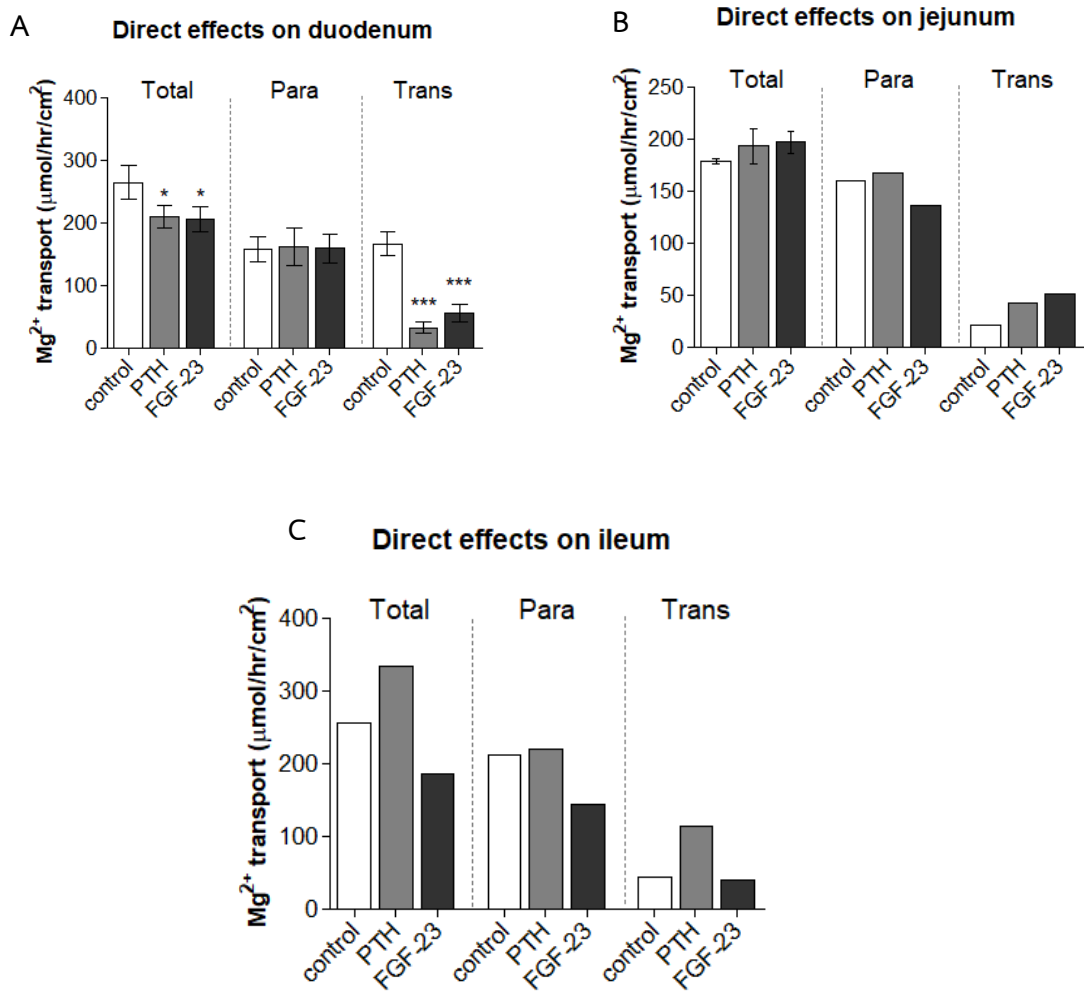 A
Direct effects on duodenum
Total Para Trans
Mg2+ transport (μmol/hr/cm2)
400
300
200
100
0
* *
*** ***
control PTH FGF-23 control PTH FGF-23 control PTH FGF-23
B
Direct effects on jejunum
Total Para Trans
Mg2+ transport (μmol/hr/cm2)
250
200
150
100
50
0
control PTH FGF-23 control PTH FGF-23 control PTH FGF-23
C
Direct effects on ileum
Total Para Trans
Mg2+ transport (μmol/hr/cm2)
400
300
200
100
0
control PTH FGF-23 control PTH FGF-23 control PTH FGF-23